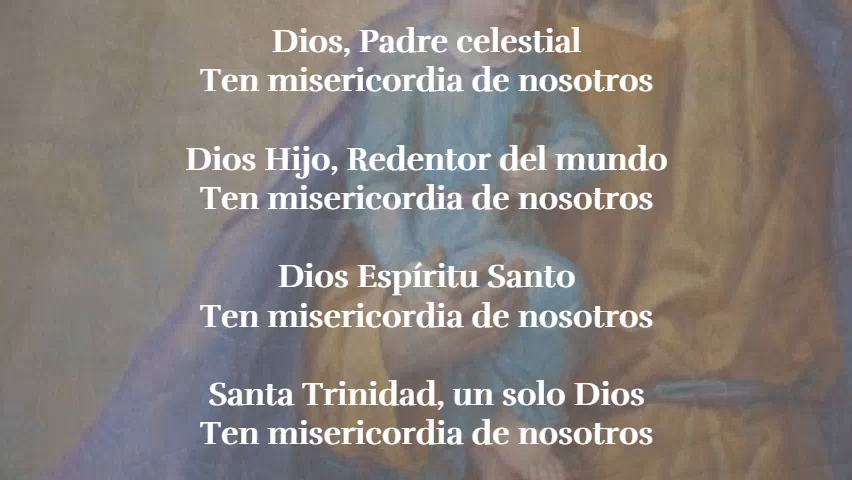 Dios, Padre celestial
Ten misericordia de nosotros
Dios Hijo, Redentor del mundo
Ten misericordia de nosotros
Dios Espíritu Santo
Ten misericordia de nosotros
Santa Trinidad, un solo Dios
Ten misericordia de nosotros